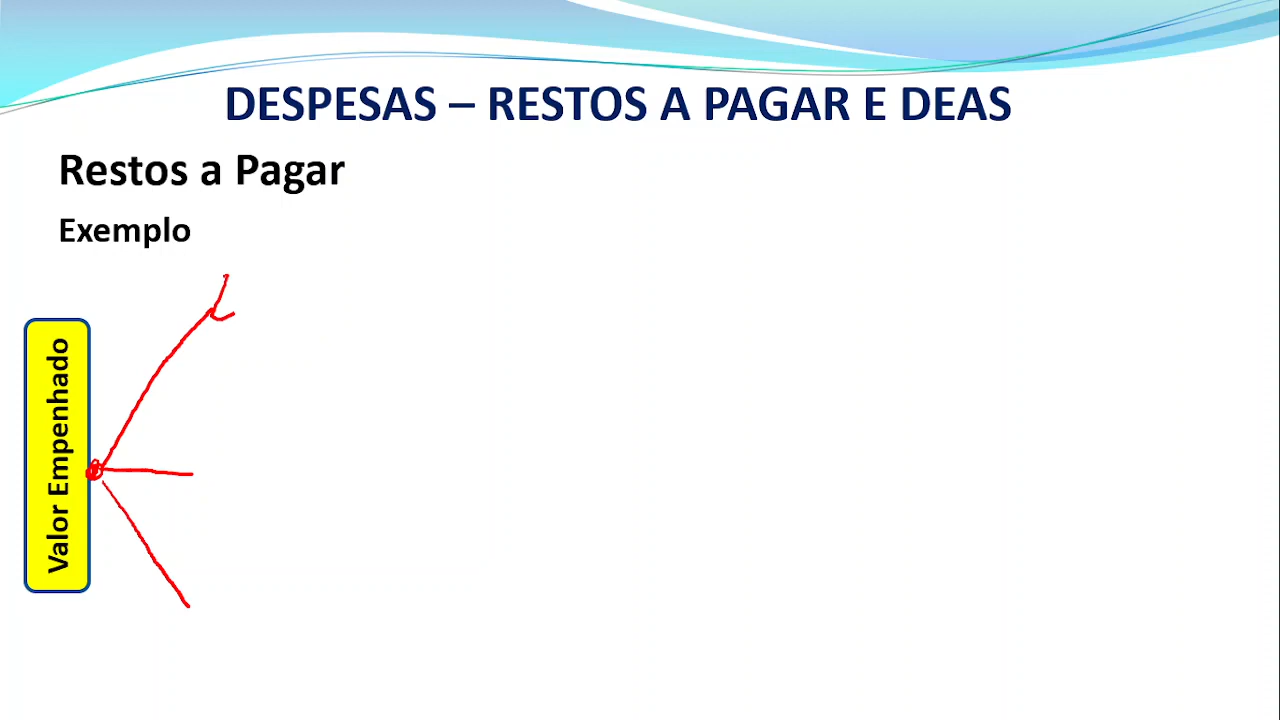 DESPESAS – RESTOS A PAGAR E DEAS
Restos a Pagar
Exemplo
Valor Empenhado